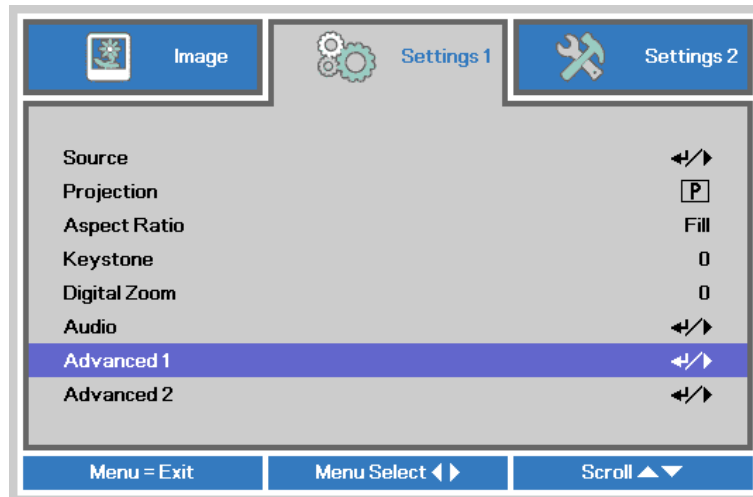 Image
Settings 1
Settings 2
Source
Projection P
Aspect Ratio Fill
Keystone 0
Digital Zoom 0
Audio
Advanced 1
Advanced 2
Menu = Exit
Menu Select
Scroll